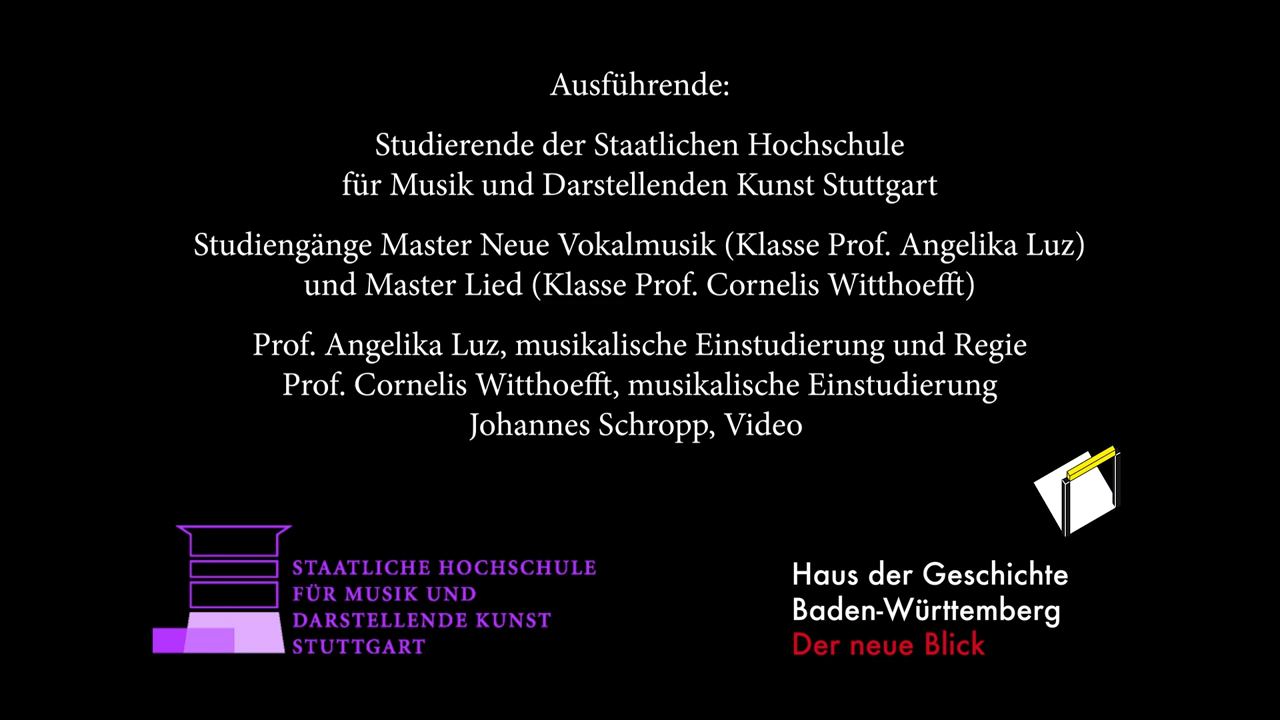 Ausführende:
Studierende der Staatlichen Hochschule
für Musik und Darstellenden Kunst Stuttgart
Studiengänge Master Neue Vokalmusik (Klasse Prof. Angelika Luz)
und Master Lied (Klasse Prof. Cornelis Witthoefft)
Prof. Angelika Luz, musikalische Einstudierung und Regie
Prof. Cornelis Witthoefft, musikalische Einstudierung
Johannes Schropp, Video
STAATLICHE HOCHSCHULE
FÜR MUSIK UND
DARSTELLENDE KUNST
STUTTGART
Haus der Geschichte
Baden-Württemberg
Der neue Blick